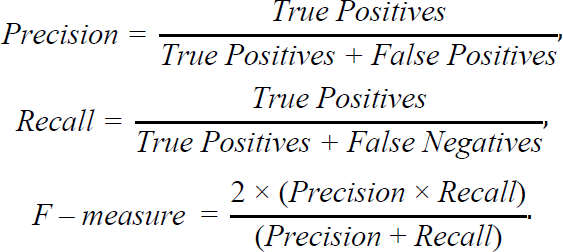 Precision = True Positives / True Positives + False Positives,
Recall = True Positives / True Positives + False Negatives,
F – measure = 2 × (Precision × Recall) / (Precision + Recall).